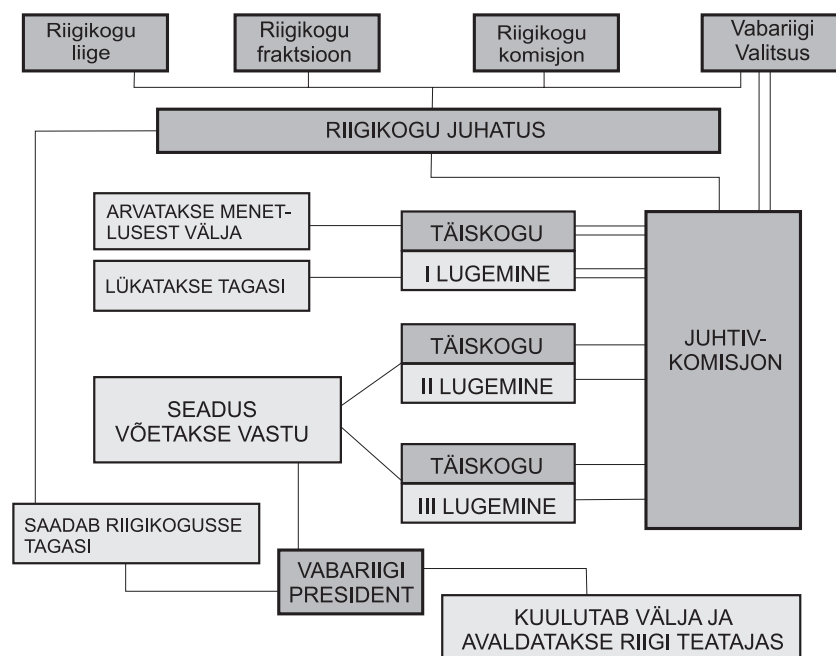 Riigikogu
liige
Riigikogu
fraktsioon
Riigikogu
komisjon
Vabariigi
Valitsus
RIIGIKOGU JUHATUS
ARVATAKSE MENET-
LUSEST VÄLJA
TÄISKOGU
LÜKATAKSE TAGASI
I LUGEMINE
JUHTIV-
KOMISJON
TÄISKOGU
II LUGEMINE
SEADUS
VÕETAKSE VASTU
TÄISKOGU
III LUGEMINE
SAADAB RIIGIKOGUSSE
TAGASI
VABARIIGI
PRESIDENT
KUULUTAB VÄLJA JA
AVALDATAKSE RIIGI TEATAJAS